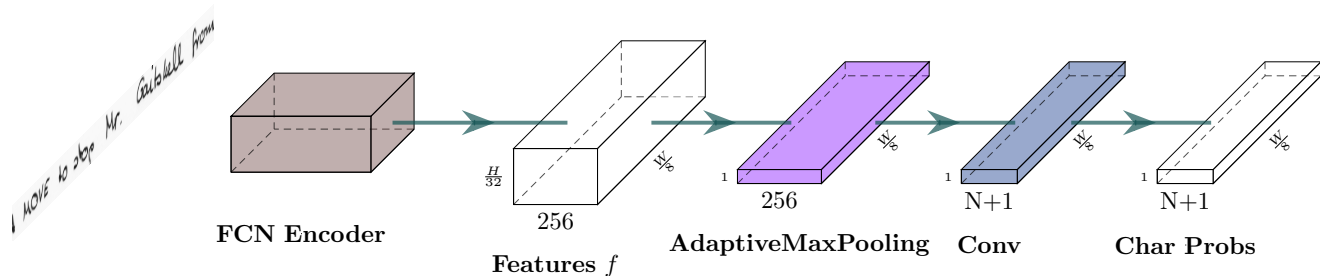 A MOVE to stop Mr. Gaitskell from
FCN Encoder
H/32
256
W/8
Features f
1
256
W/8
AdaptiveMaxPooling
1
N+1
W/8
Conv
1
N+1
W/8
Char Probs